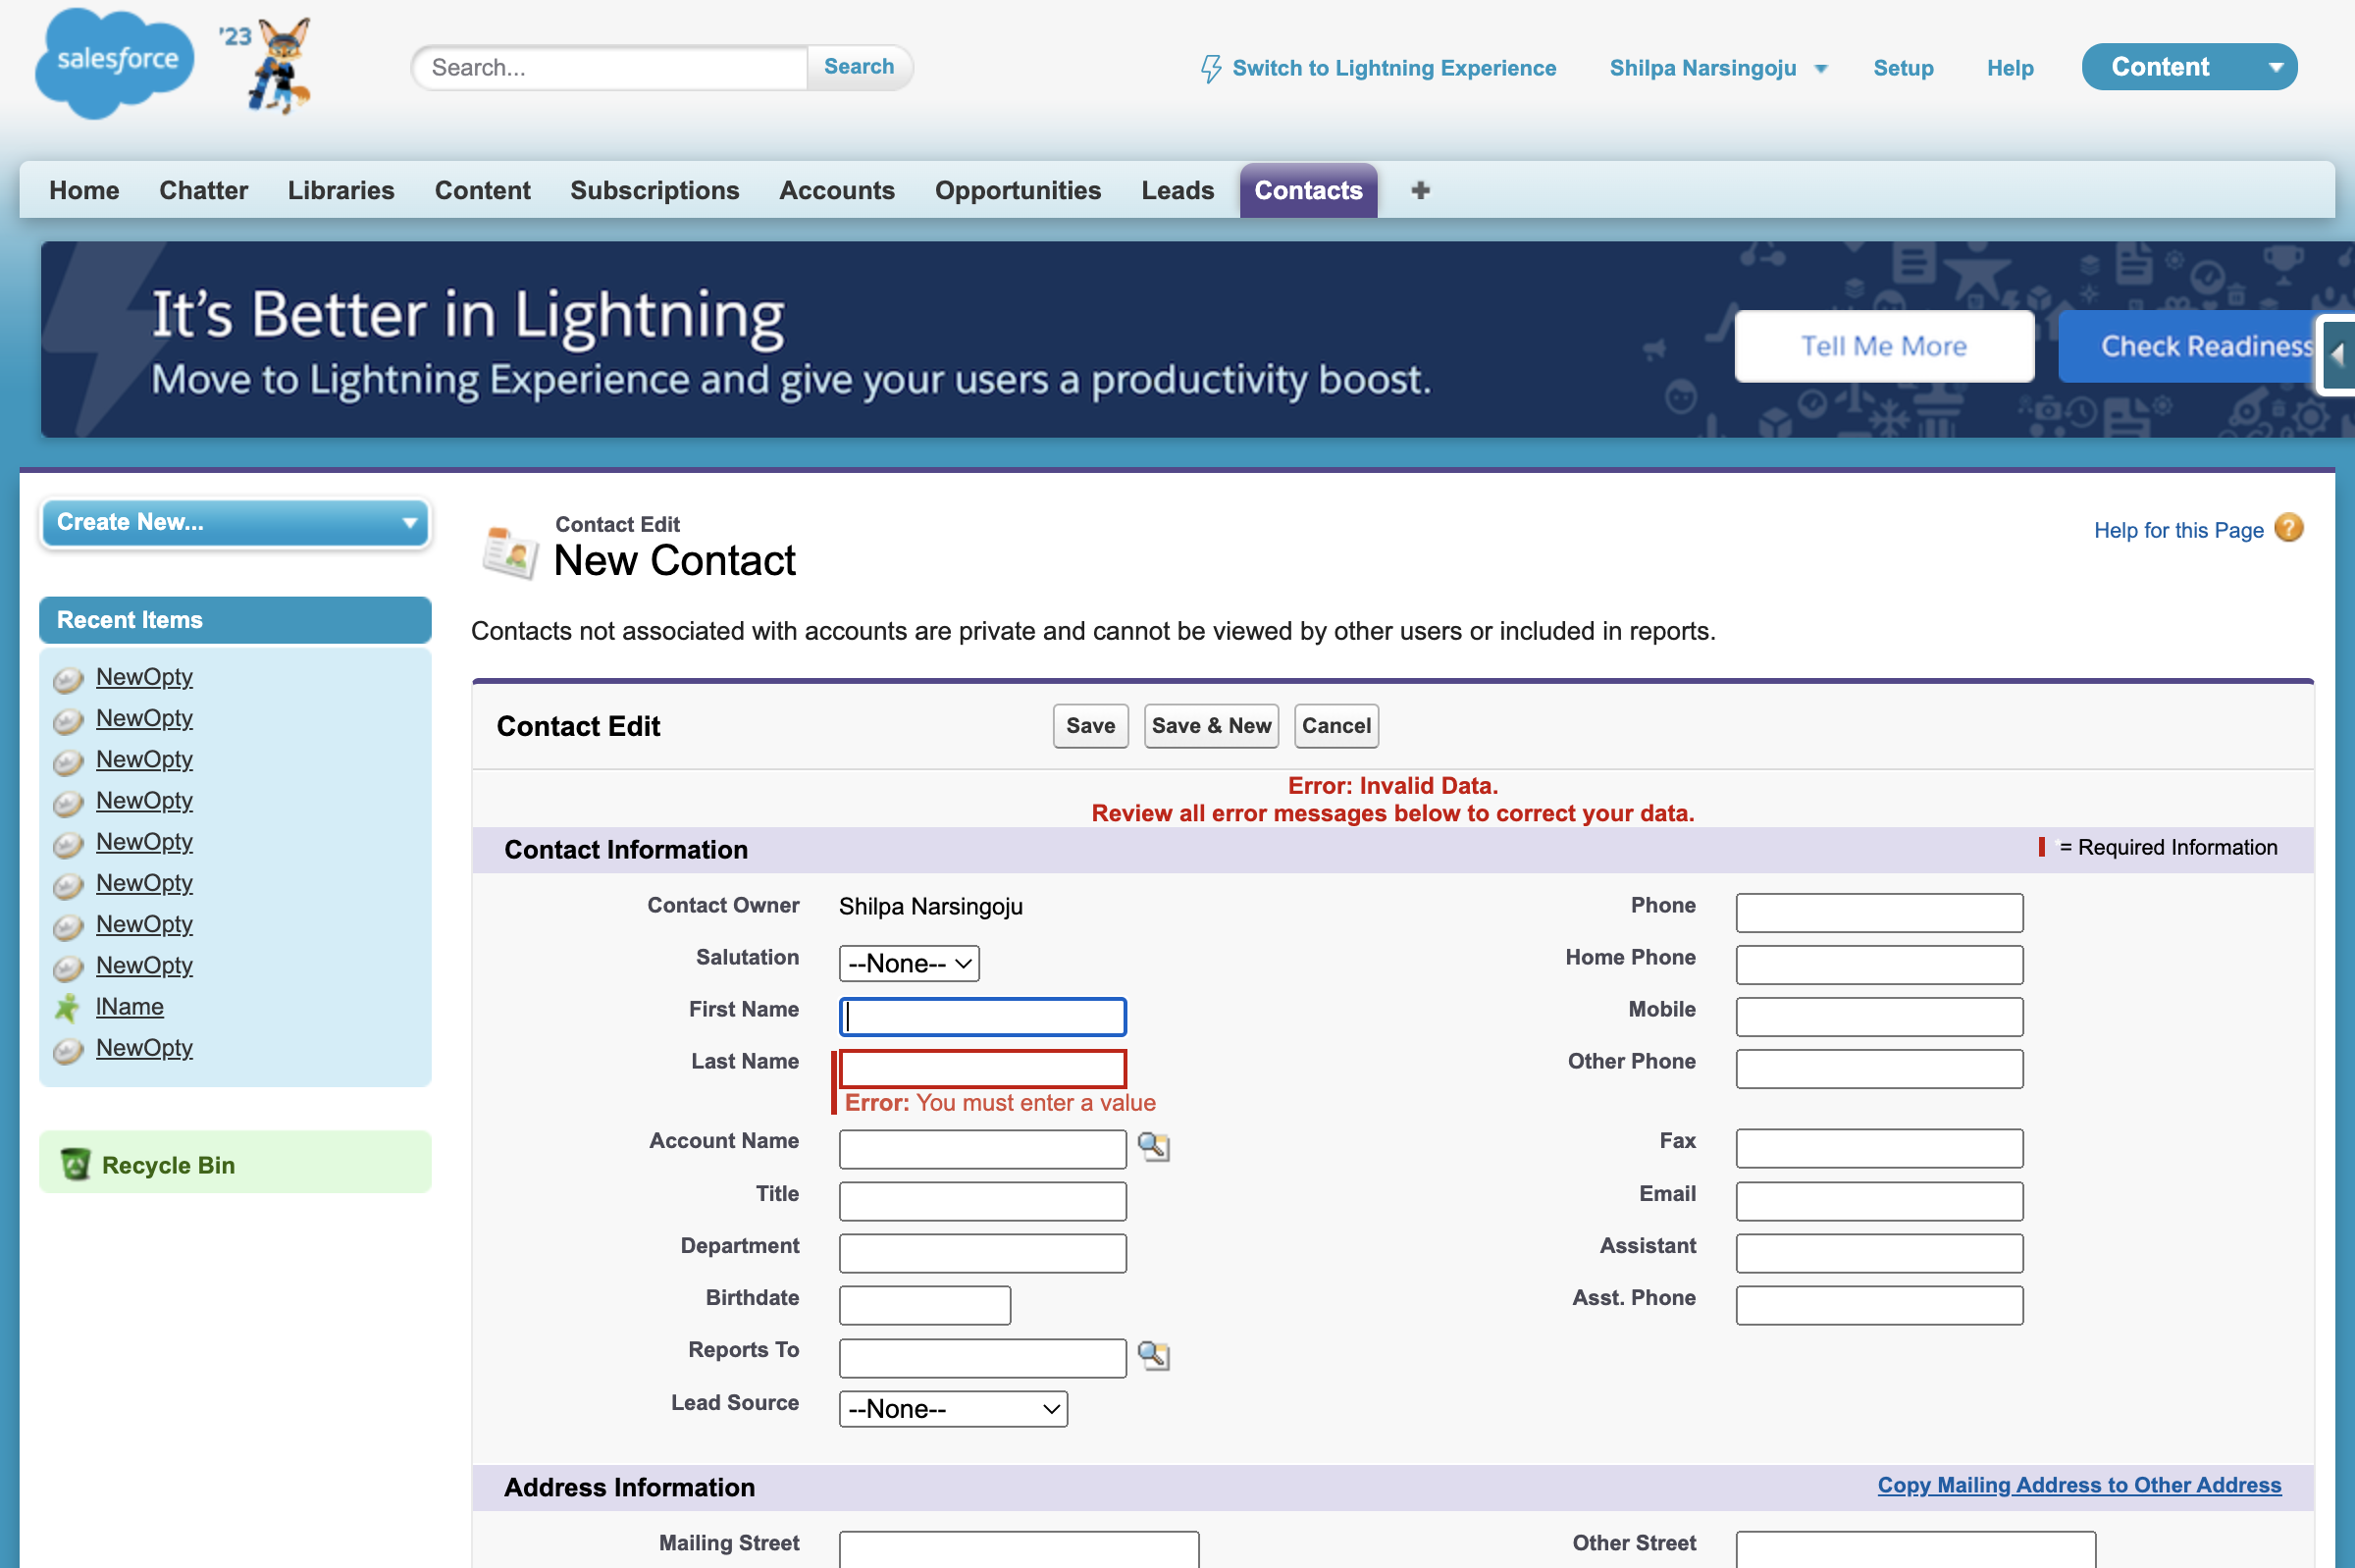 salesforce
'23
Search...
Search
Switch to Lightning Experience
Shilpa Narsingoju
Setup
Help
Content
Home
Chatter
Libraries
Content
Subscriptions
Accounts
Opportunities
Leads
Contacts
It's Better in Lightning
Move to Lightning Experience and give your users a productivity boost.
Tell Me More
Check Readiness
Create New...
Recent Items
NewOpty
NewOpty
NewOpty
NewOpty
NewOpty
NewOpty
NewOpty
NewOpty
lName
NewOpty
Recycle Bin
Contact Edit
New Contact
Help for this Page
Contacts not associated with accounts are private and cannot be viewed by other users or included in reports.
Contact Edit
Save
Save & New
Cancel
Error: Invalid Data.
Review all error messages below to correct your data.
Contact Information
= Required Information
Contact Owner
Shilpa Narsingoju
Phone
Salutation
--None--
Home Phone
First Name
Mobile
Last Name
Error: You must enter a value
Other Phone
Account Name
Fax
Title
Email
Department
Assistant
Birthdate
Asst. Phone
Reports To
Lead Source
--None--
Address Information
Copy Mailing Address to Other Address
Mailing Street
Other Street